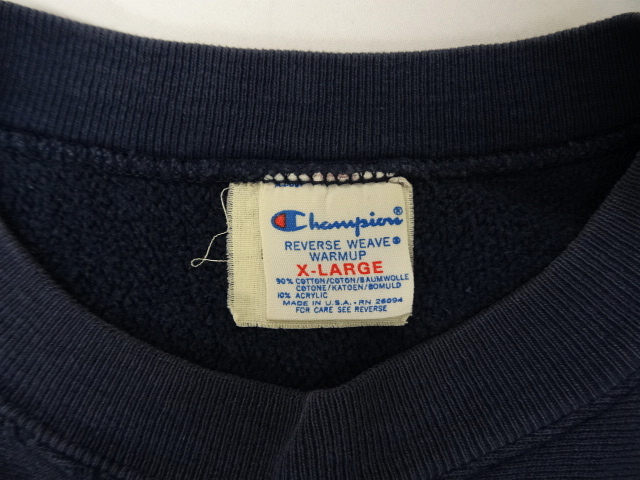 Champion®
REVERSE WEAVE®
WARMUP
X-LARGE
90% COTTON/COTON/BAUMWOLLE
COTONE/KATOEN/BOMULD
10% ACRYLIC
MADE IN U.S.A. • RN 26094
FOR CARE SEE REVERSE